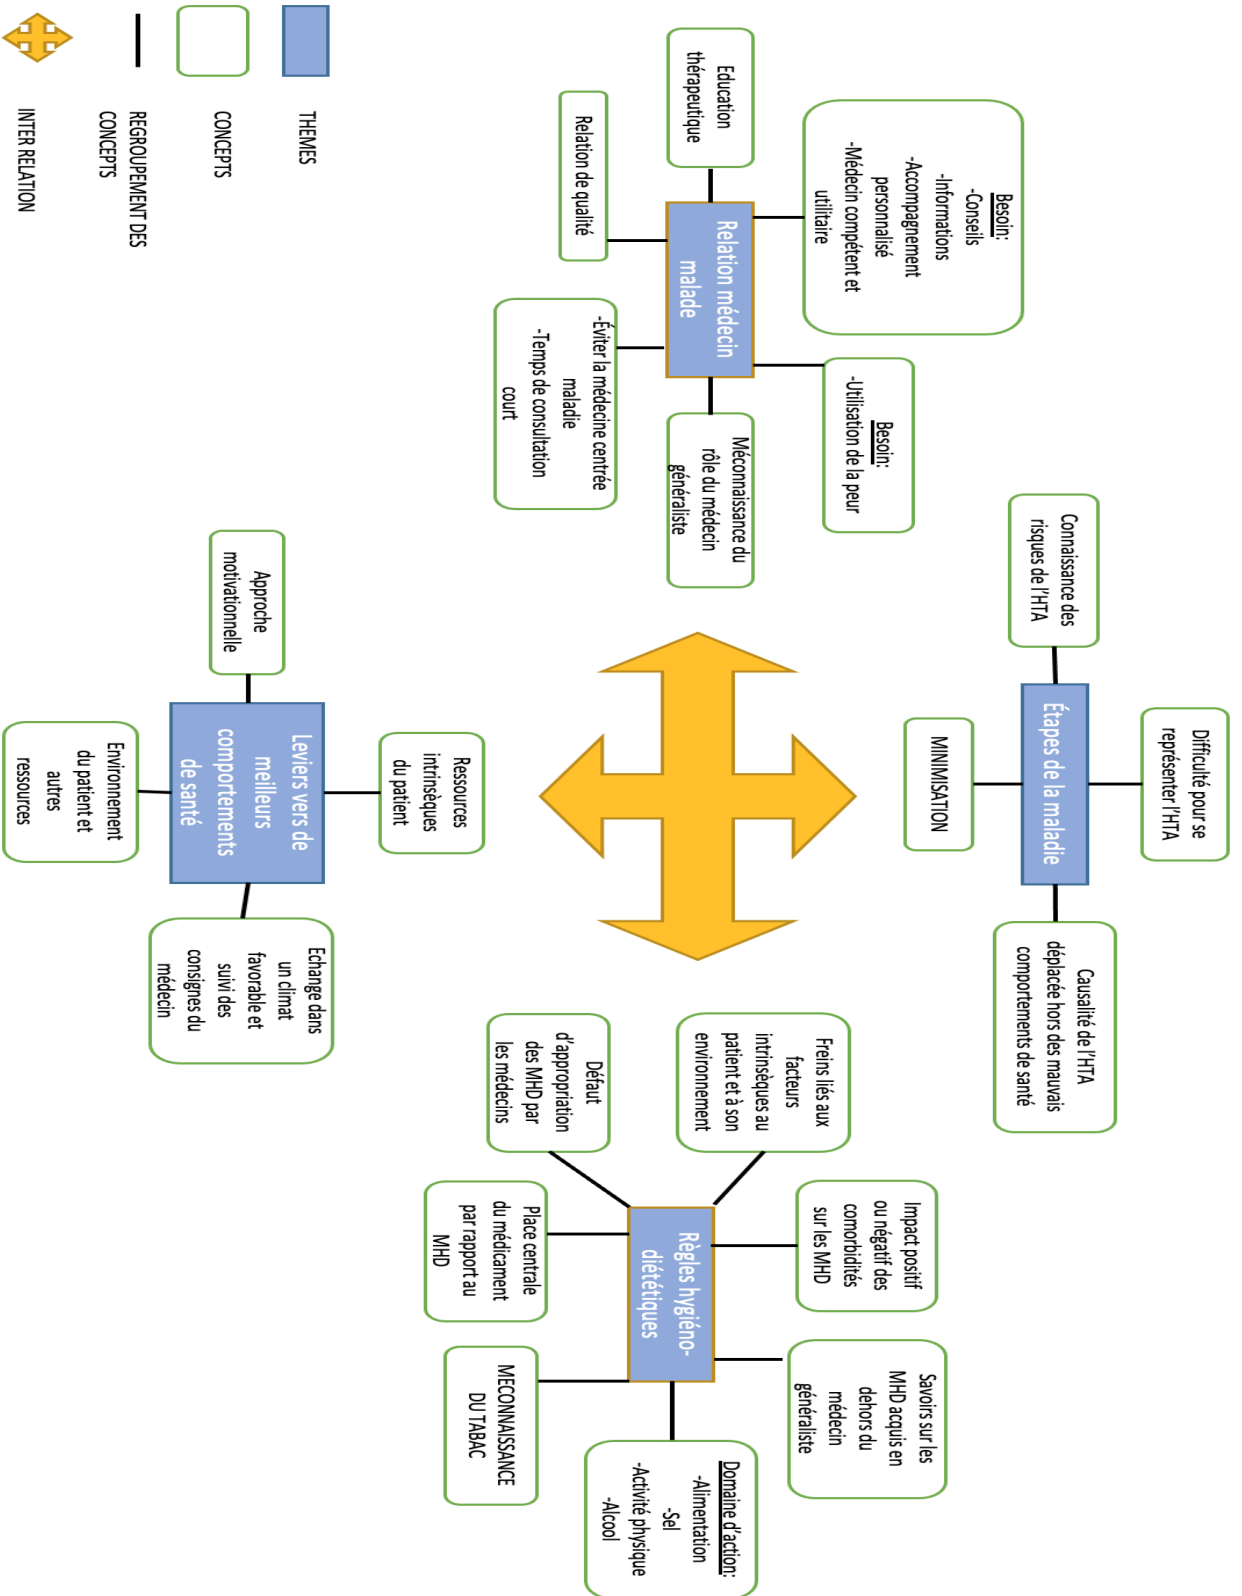 Difficulté pour se
représenter l'HTA
Connaissance des
risques de l'HTA
Étapes de la maladie
Causalité de l'HTA
déplacée hors des mauvais
comportements de santé
MINIMISATION
Besoin:
-Conseils
-Informations
-Accompagnement
personnalisé
-Médecin compétent et
utilitaire
Besoin:
-Utilisation de la peur
Education
thérapeutique
Relation médecin
malade
Méconnaissance du
rôle du médecin
généraliste
Relation de qualité
-Éviter la médecine centrée
maladie
-Temps de consultation
court
Freins liés aux
facteurs
intrinsèques au
patient et à son
environnement
Impact positif
ou négatif des
comorbidités
sur les MHD
Savoirs sur les
MHD acquis en
dehors du
médecin
généraliste
Règles hygiéno-
diététiques
Domaine d'action:
-Alimentation
-Sel
-Activité physique
-Alcool
Défaut
d'appropriation
des MHD par
les médecins
Place centrale
du médicament
par rapport au
MHD
MECONNAISSANCE
DU TABAC
Ressources
intrinsèques
du patient
Approche
motivationnelle
Leviers vers de
meilleurs
comportements
de santé
Echange dans
un climat
favorable et
suivi des
consignes du
médecin
Environnement
du patient et
autres
ressources
THEMES
CONCEPTS
REGROUPEMENT DES
CONCEPTS
INTER RELATION